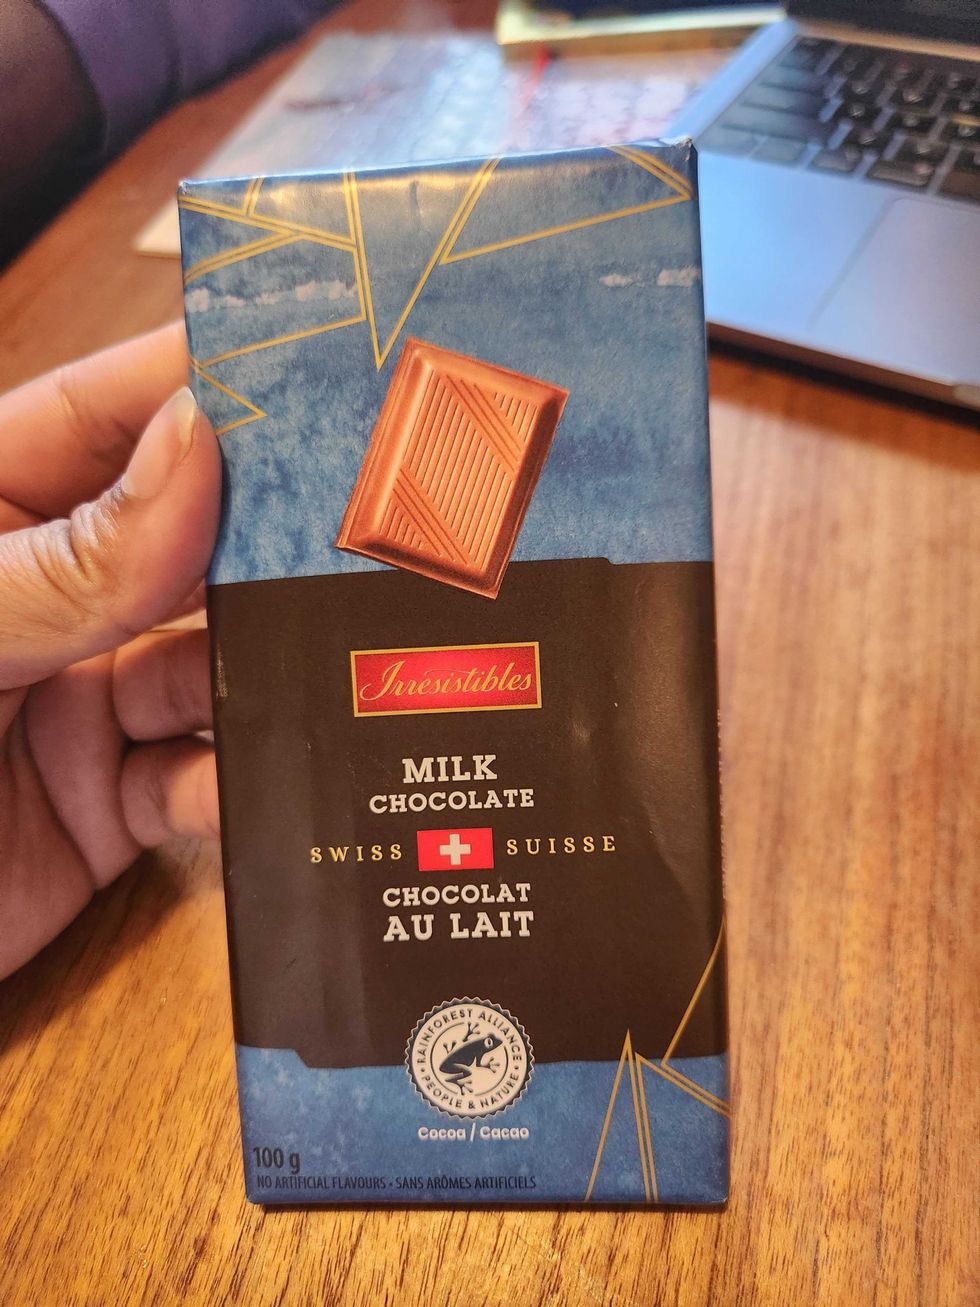 Irresistibles
MILK
CHOCOLATE
SWISS SUISSE
CHOCOLAT
AU LAIT
RAINFOREST ALLIANCE
PEOPLE & NATURE
Cocoa / Cacao
100 g
NO ARTIFICIAL FLAVOURS • SANS ARÔMES ARTIFICIELS